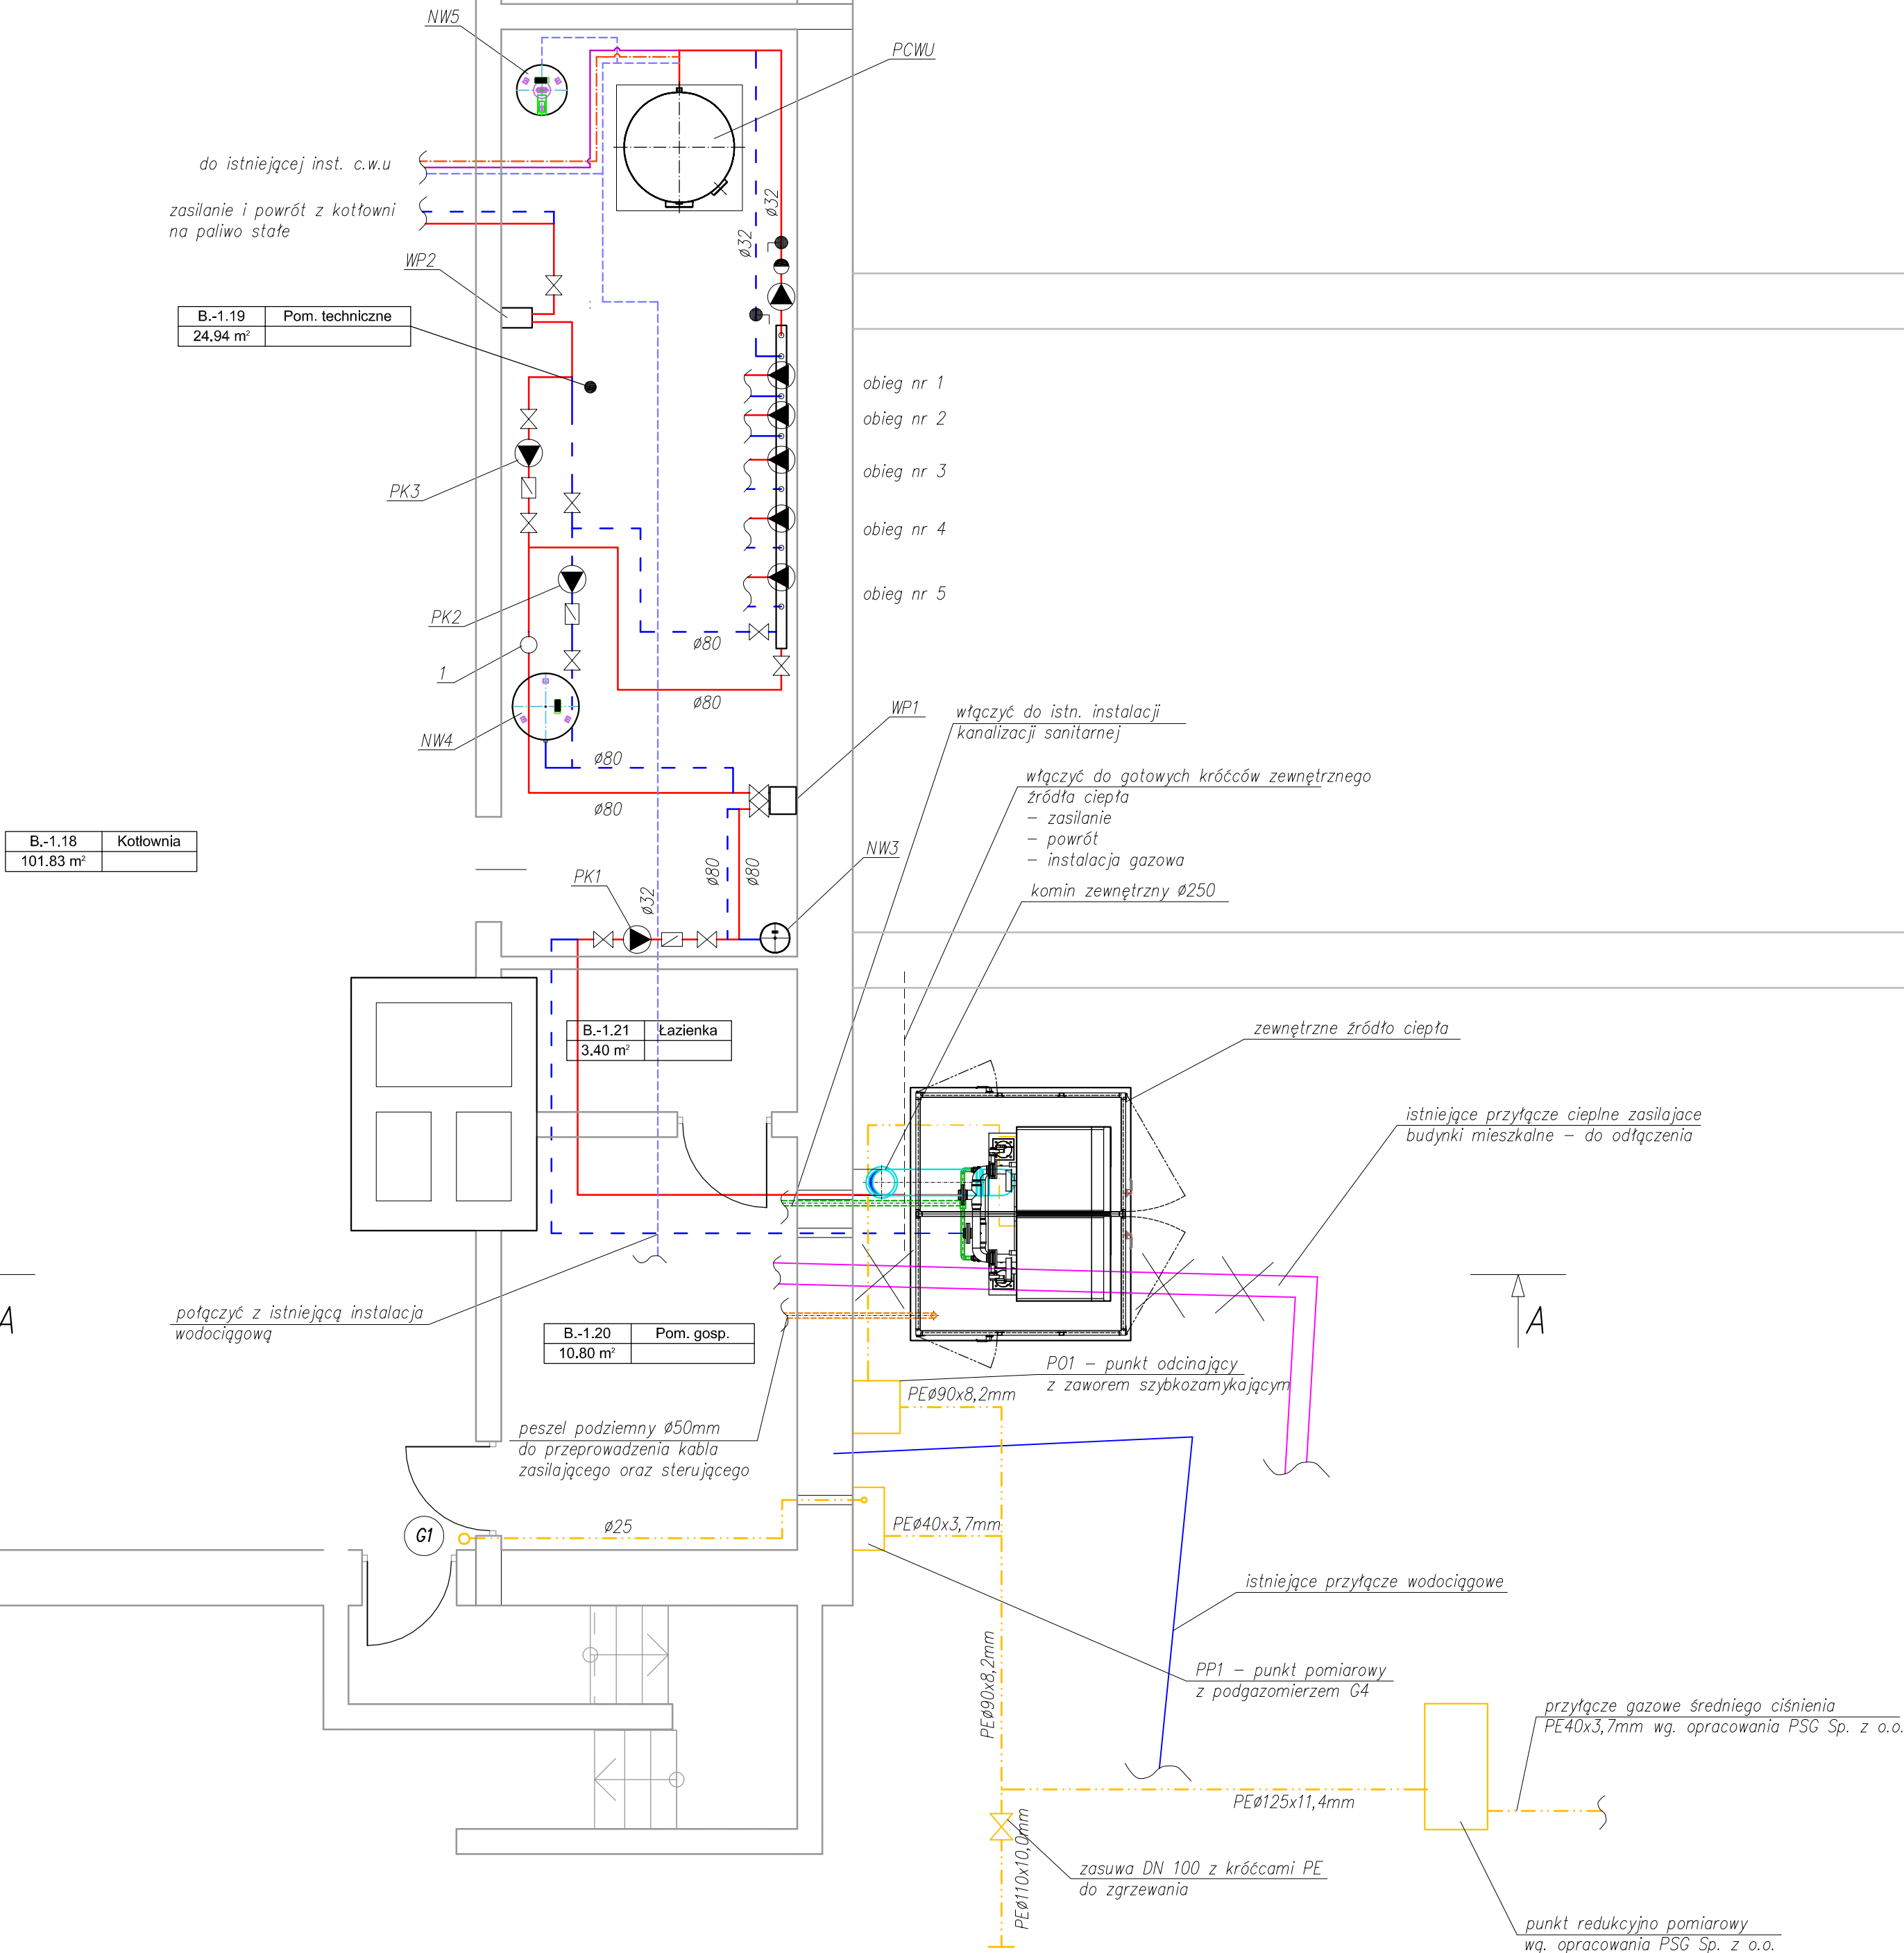 NW5
PCWU
do istniejącej inst. c.w.u
zasilanie i powrót z kotłowni
na paliwo stałe
ø32
ø32
WP2
B.-1.19 Pom. techniczne
24.94 m²
obieg nr 1
obieg nr 2
obieg nr 3
obieg nr 4
obieg nr 5
PK3
PK2
1
ø80
ø80
NW4
ø80
ø80
WP1
włączyć do istn. instalacji
kanalizacji sanitarnej
włączyć do gotowych króćców zewnętrznego
źródła ciepła
- zasilanie
- powrót
- instalacja gazowa
komin zewnętrzny ø250
B.-1.18 Kotłownia
101.83 m²
NW3
PK1
ø32
ø80
ø80
B.-1.21 Łazienka
3.40 m²
zewnętrzne źródło ciepła
istniejące przyłącze cieplne zasilajace
budynki mieszkalne - do odłączenia
A
A
połączyć z istniejącą instalacja
wodociągową
B.-1.20 Pom. gosp.
10.80 m²
PO1 - punkt odcinający
z zaworem szybkozamykającym
PEø90x8,2mm
peszel podziemny ø50mm
do przeprowadzenia kabla
zasilającego oraz sterującego
G1
ø25
PEø40x3,7mm
istniejące przyłącze wodociągowe
PEø90x8,2mm
PP1 - punkt pomiarowy
z podgazomierzem G4
przyłącze gazowe średniego ciśnienia
PE40x3,7mm wg. opracowania PSG Sp. z o.o.
PEø125x11,4mm
PEø110x10,0mm
zasuwa DN 100 z króćcami PE
do zgrzewania
punkt redukcyjno pomiarowy
wg. opracowania PSG Sp. z o.o.